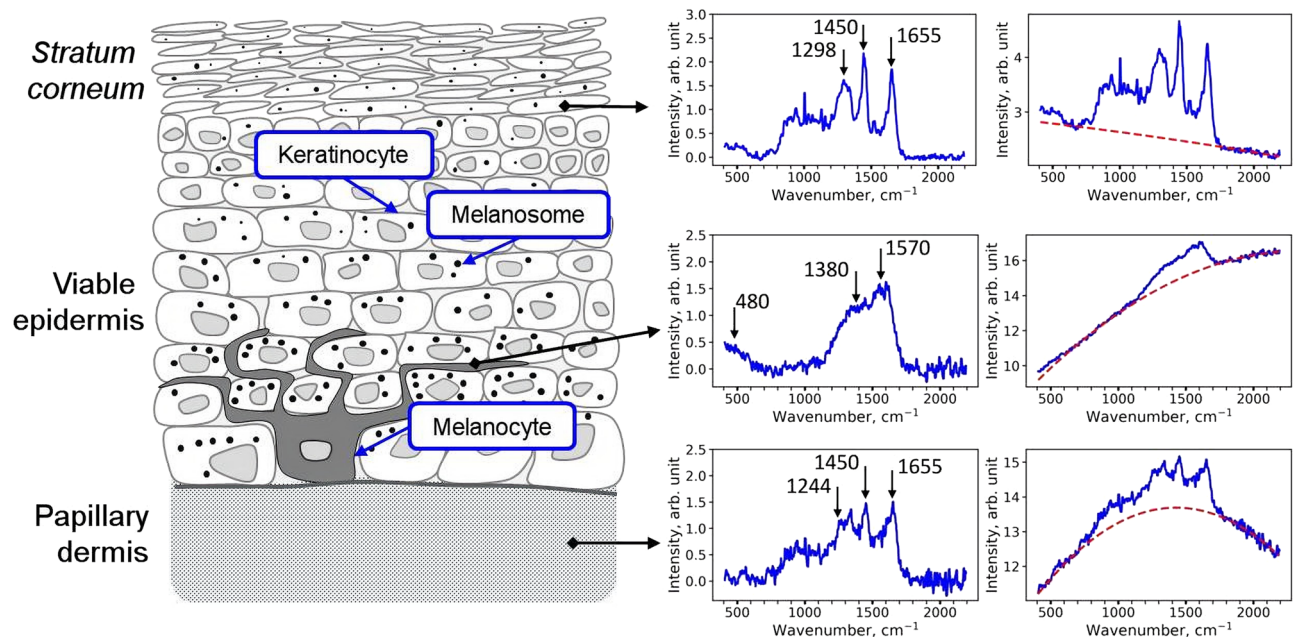 Stratum
corneum
Keratinocyte
Melanosome
Viable
epidermis
Melanocyte
Papillary
dermis
Intensity, arb. unit
3.0
2.5
2.0
1.5
1.0
0.5
0.0
1450
1298
1655
500 1000 1500 2000
Wavenumber, cm⁻¹
4
3
Intensity, arb. unit
500 1000 1500 2000
Wavenumber, cm⁻¹
Intensity, arb. unit
2.5
2.0
1.5
1.0
0.5
0.0
480
1380
1570
500 1000 1500 2000
Wavenumber, cm⁻¹
Intensity, arb. unit
16
14
12
10
500 1000 1500 2000
Wavenumber, cm⁻¹
Intensity, arb. unit
2.5
2.0
1.5
1.0
0.5
0.0
1450
1244
1655
500 1000 1500 2000
Wavenumber, cm⁻¹
Intensity, arb. unit
15
14
13
12
500 1000 1500 2000
Wavenumber, cm⁻¹